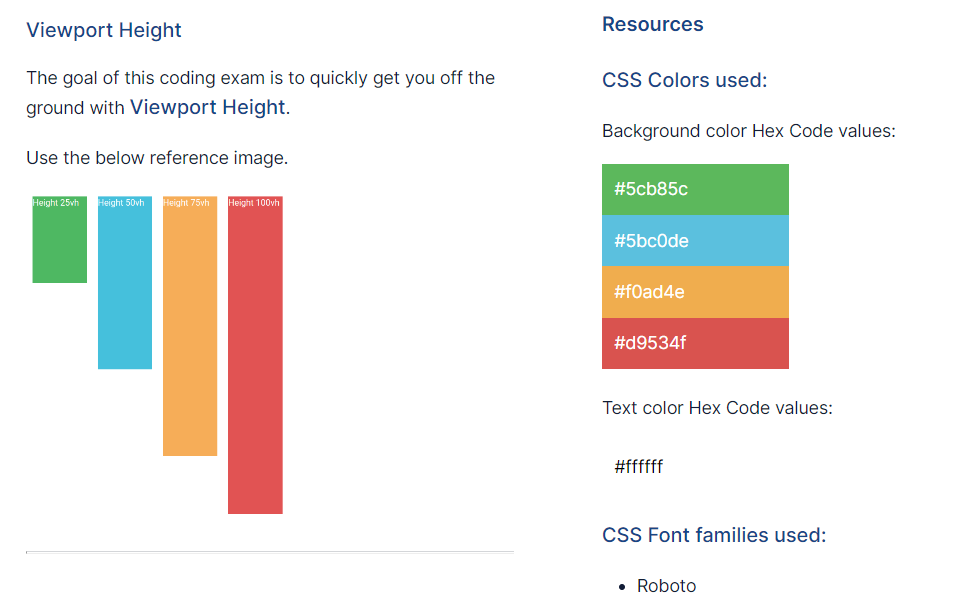 Viewport Height
The goal of this coding exam is to quickly get you off the
ground with Viewport Height.
Use the below reference image.
Height 25vh
Height 50vh
Height 75vh
Height 100vh
Resources
CSS Colors used:
Background color Hex Code values:
#5cb85c
#5bc0de
#f0ad4e
#d9534f
Text color Hex Code values:
#ffffff
CSS Font families used:
• Roboto